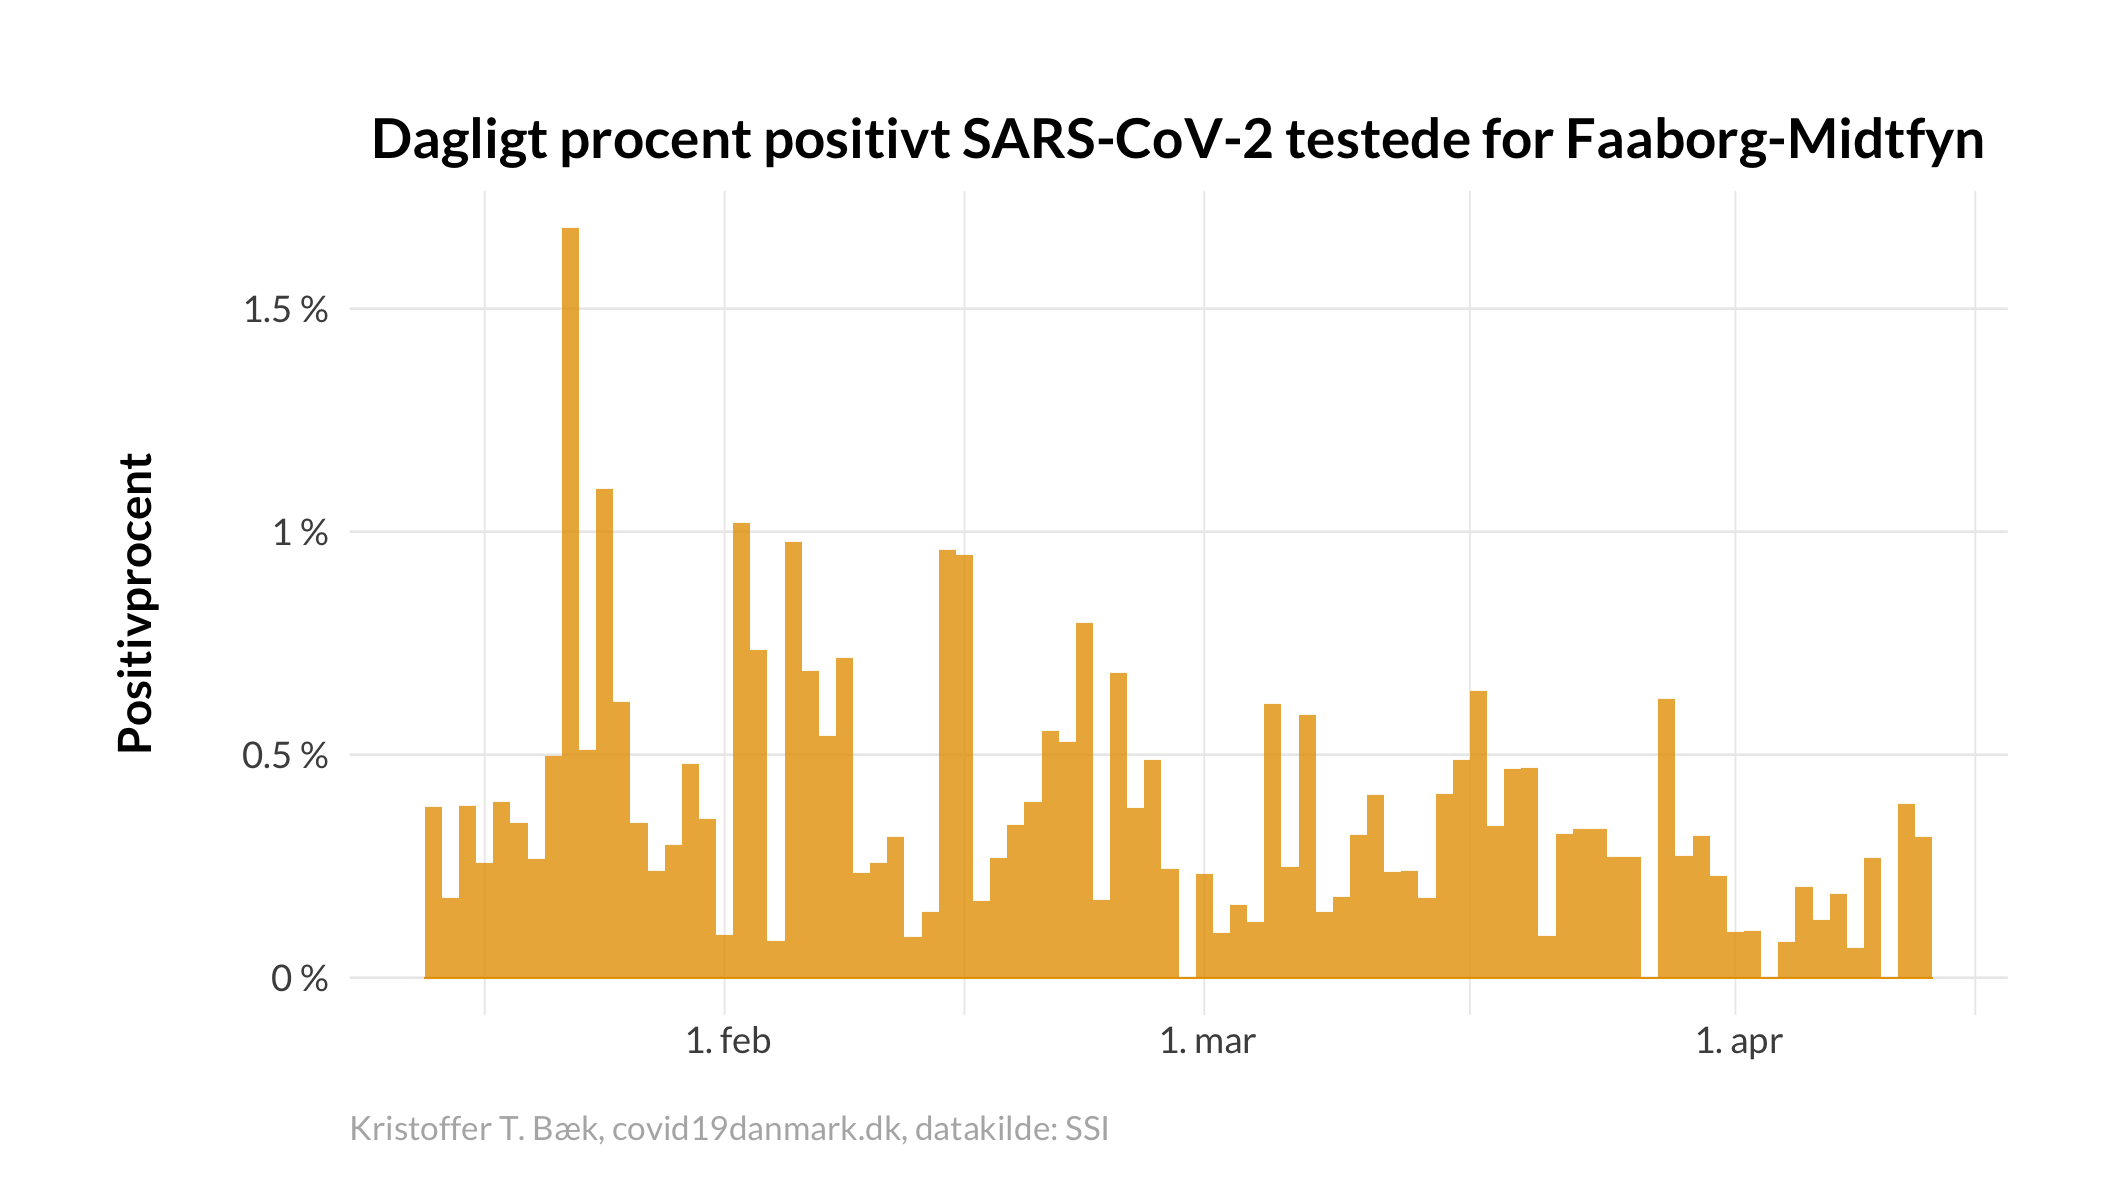 Dagligt procent positivt SARS-CoV-2 testede for Faaborg-Midtfyn
Positivprocent
1.5 %
1 %
0.5 %
0 %
1. feb
1. mar
1. apr
Kristoffer T. Bæk, covid19danmark.dk, datakilde: SSI